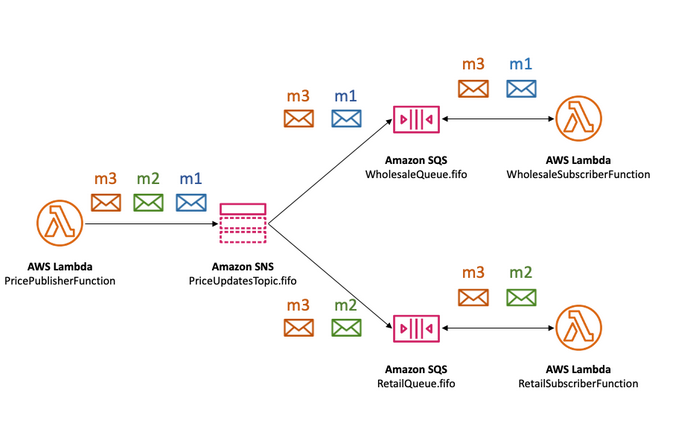 m3 m1
m3 m1
Amazon SQS
WholesaleQueue.fifo
AWS Lambda
WholesaleSubscriberFunction
m3 m2 m1
AWS Lambda
PricePublisherFunction
Amazon SNS
PriceUpdatesTopic.fifo
m3 m2
m3 m2
Amazon SQS
RetailQueue.fifo
AWS Lambda
RetailSubscriberFunction